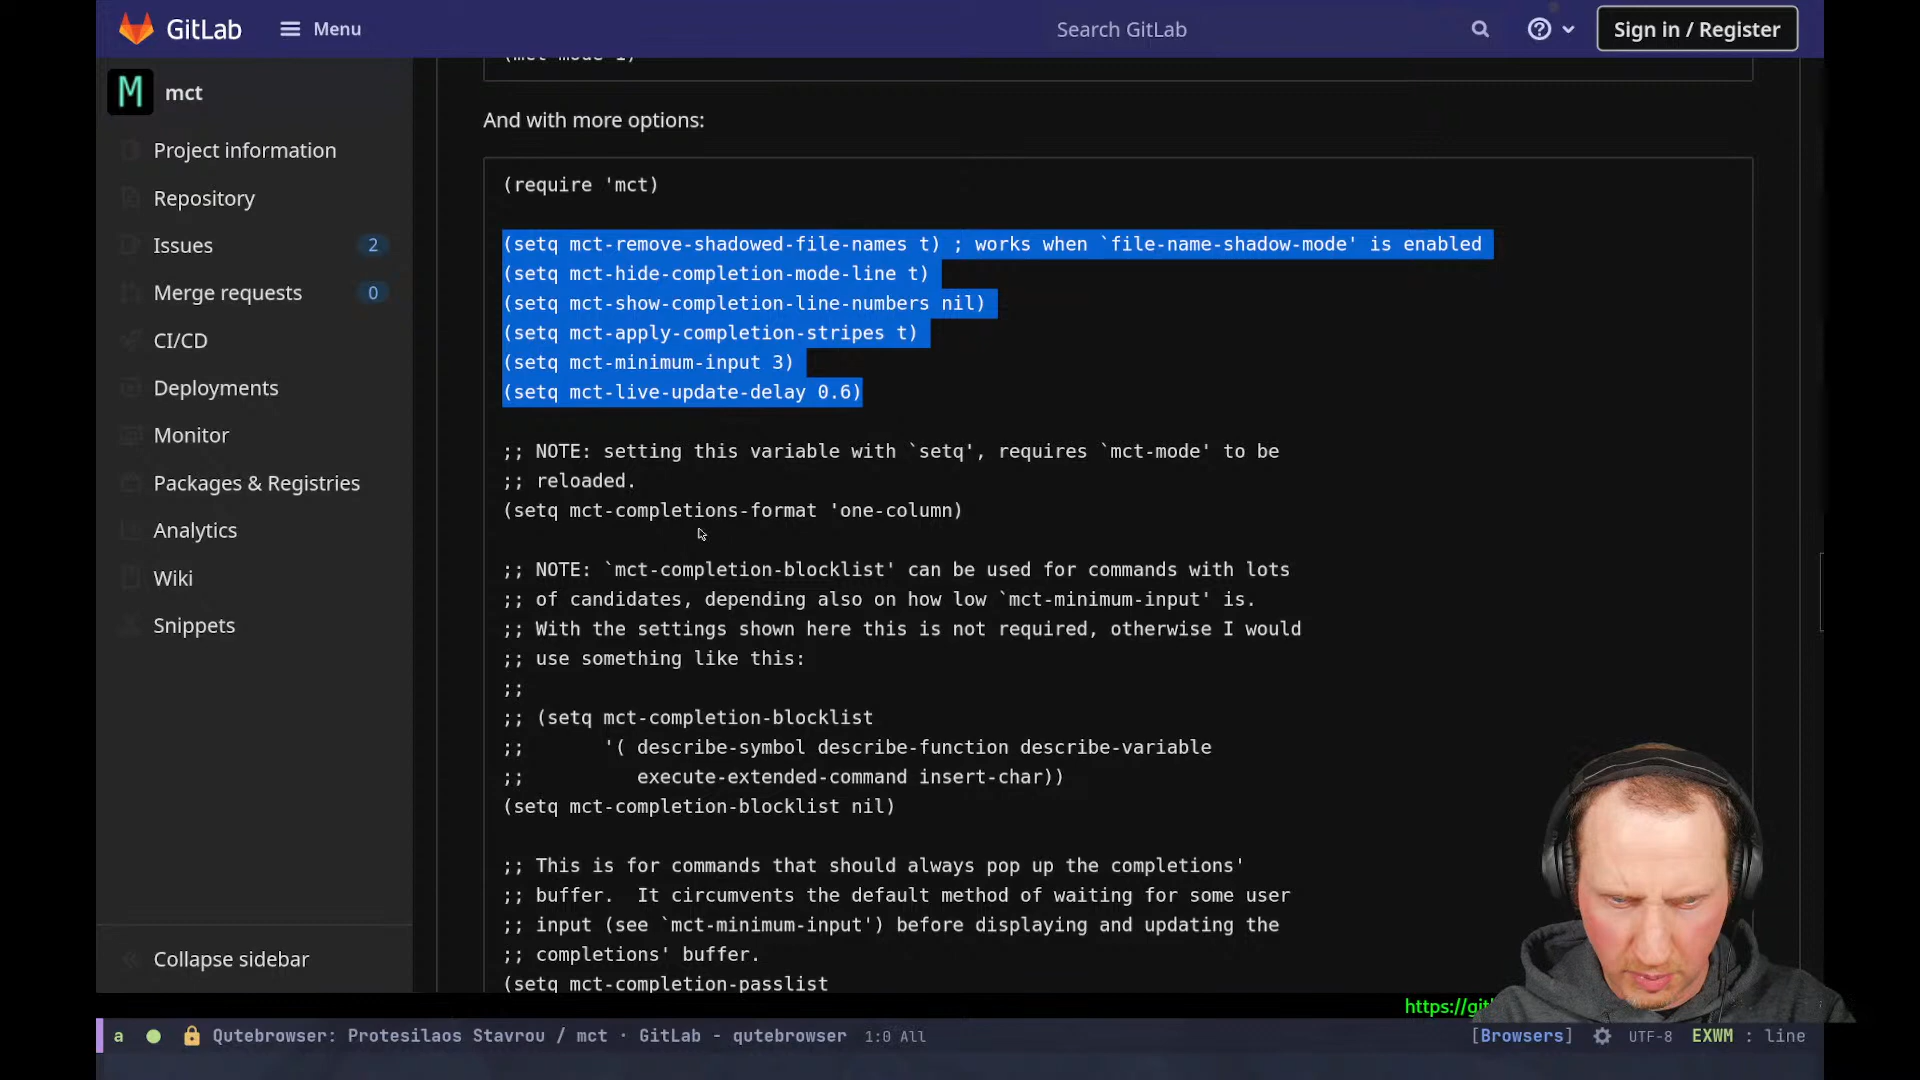 GitLab
Menu
Search GitLab
Sign in / Register
M
mct
Project information
Repository
Issues 2
Merge requests 0
CI/CD
Deployments
Monitor
Packages & Registries
Analytics
Wiki
Snippets
Collapse sidebar
(mct-mode 1)
And with more options:
(require 'mct)
(setq mct-remove-shadowed-file-names t) ; works when `file-name-shadow-mode' is enabled
(setq mct-hide-completion-mode-line t)
(setq mct-show-completion-line-numbers nil)
(setq mct-apply-completion-stripes t)
(setq mct-minimum-input 3)
(setq mct-live-update-delay 0.6)
;; NOTE: setting this variable with `setq', requires `mct-mode' to be
;; reloaded.
(setq mct-completions-format 'one-column)
;; NOTE: `mct-completion-blocklist' can be used for commands with lots
;; of candidates, depending also on how low `mct-minimum-input' is.
;; With the settings shown here this is not required, otherwise I would
;; use something like this:
;;
;; (setq mct-completion-blocklist
;;       '( describe-symbol describe-function describe-variable
;;          execute-extended-command insert-char))
(setq mct-completion-blocklist nil)
;; This is for commands that should always pop up the completions'
;; buffer.  It circumvents the default method of waiting for some user
;; input (see `mct-minimum-input') before displaying and updating the
;; completions' buffer.
(setq mct-completion-passlist
https://git
a Qutebrowser: Protesilaos Stavrou / mct · GitLab - qutebrowser 1:0 All [Browsers] UTF-8 EXWM : line